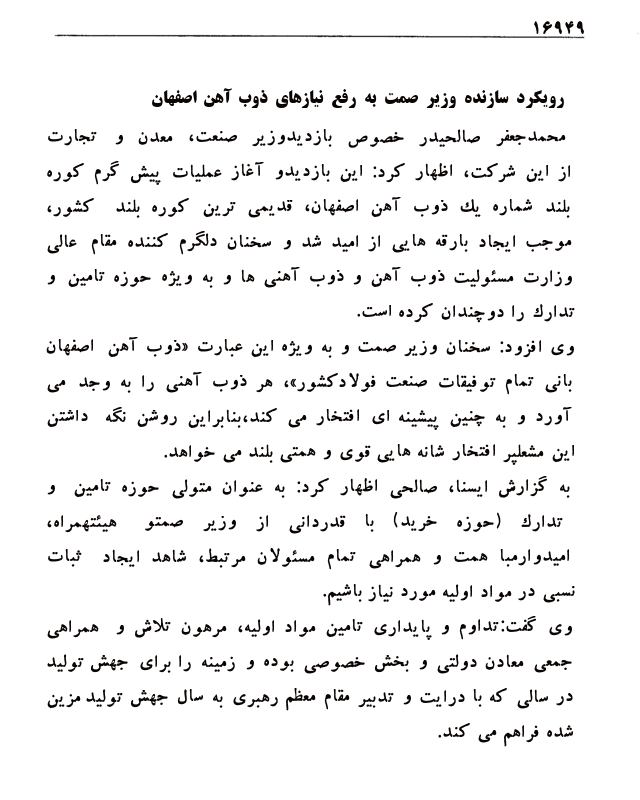 ۱۶۹۴۹
رویکرد سازنده وزیر صمت به رفع نیازهای ذوب آهن اصفهان
محمدجعفر صالحیدر خصوص بازدیدوزیر صنعت، معدن و تجارت
از این شرکت، اظهار کرد: این بازدیدو آغاز عملیات پیش گرم کوره
بلند شماره یك ذوب آهن اصفهان، قدیمی ترین کوره بلند کشور،
موجب ایجاد بارقه هایی از امید شد و سخنان دلگرم کننده مقام عالی
وزارت مسئولیت ذوب آهن و ذوب آهنی ها و به ویژه حوزه تامین و
تدارك را دوچندان کرده است.
وی افزود: سخنان وزیر صمت و به ویژه این عبارت «ذوب آهن اصفهان
بانی تمام توفیقات صنعت فولادکشور»، هر ذوب آهنی را به وجد می
آورد و به چنین پیشینه ای افتخار می کند،بنابراین روشن نگه داشتن
این مشعلپر افتخار شانه هایی قوی و همتی بلند می خواهد.
به گزارش ایسنا، صالحی اظهار کرد: به عنوان متولی حوزه تامین و
تدارك (حوزه خرید) با قدردانی از وزیر صمتو هیئتهمراه،
امیدوارمبا همت و همراهی تمام مسئولان مرتبط، شاهد ایجاد ثبات
نسبی در مواد اولیه مورد نیاز باشیم.
وی گفت:تداوم و پایداری تامین مواد اولیه، مرهون تلاش و همراهی
جمعی معادن دولتی و بخش خصوصی بوده و زمینه را برای جهش تولید
در سالی که با درایت و تدبیر مقام معظم رهبری به سال جهش تولید مزین
شده فراهم می کند.